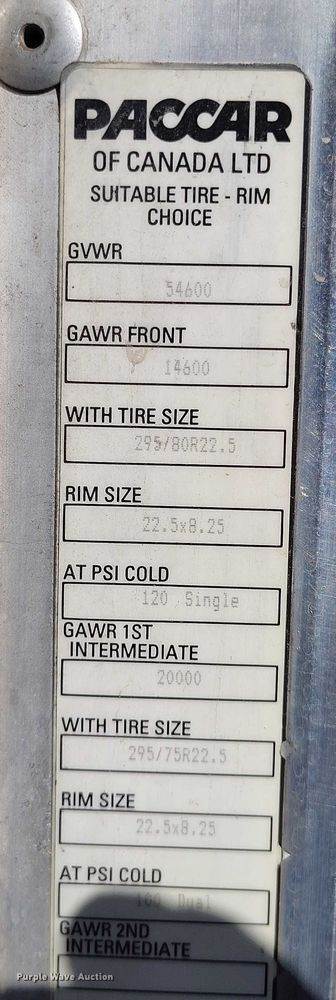 PACCAR
OF CANADA LTD
SUITABLE TIRE - RIM
CHOICE
GVWR
54600
GAWR FRONT
14600
WITH TIRE SIZE
295/80R22.5
RIM SIZE
22.5x8.25
AT PSI COLD
120 Single
GAWR 1ST
INTERMEDIATE
20000
WITH TIRE SIZE
295/75R22.5
RIM SIZE
22.5x8.25
AT PSI COLD
Dual
GAWR 2ND
INTERMEDIATE
Purple Wave Auction